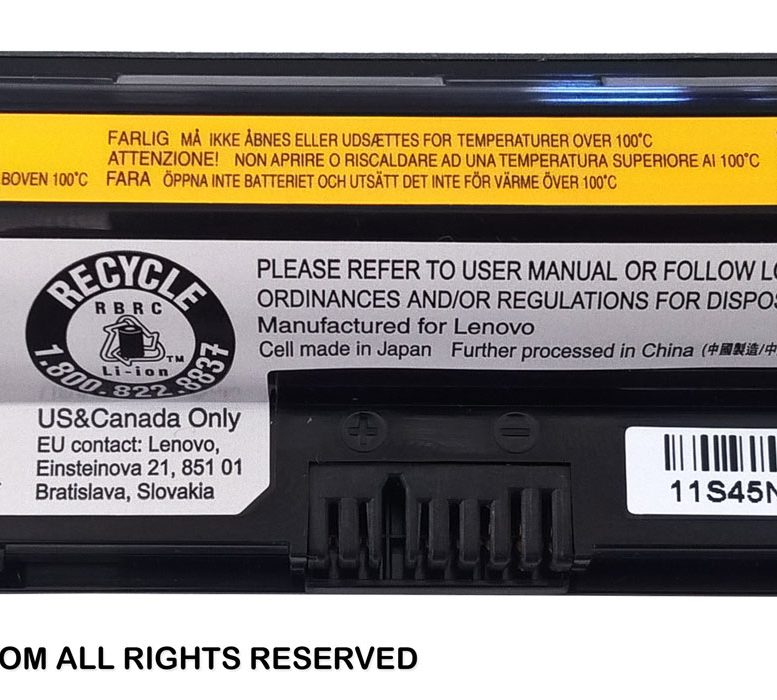 FARLIG MÅ IKKE ÅBNES ELLER UDSÆTTES FOR TEMPERATURER OVER 100°C
ATTENZIONE! NON APRIRE O RISCALDARE AD UNA TEMPERATURA SUPERIORE AI 100°C
BOVEN 100°C FARA ÖPPNA INTE BATTERIET OCH UTSÄTT DET INTE FÖR VÄRME ÖVER 100°C
RECYCLE
RBRC
Li-ion
TM
1.800.822.8837
PLEASE REFER TO USER MANUAL OR FOLLOW LO
ORDINANCES AND/OR REGULATIONS FOR DISPOS
Manufactured for Lenovo
Cell made in Japan Further processed in China (中國製造/中
US&Canada Only
EU contact: Lenovo,
Einsteinova 21, 851 01
Bratislava, Slovakia
+ −
11S45N
OM ALL RIGHTS RESERVED